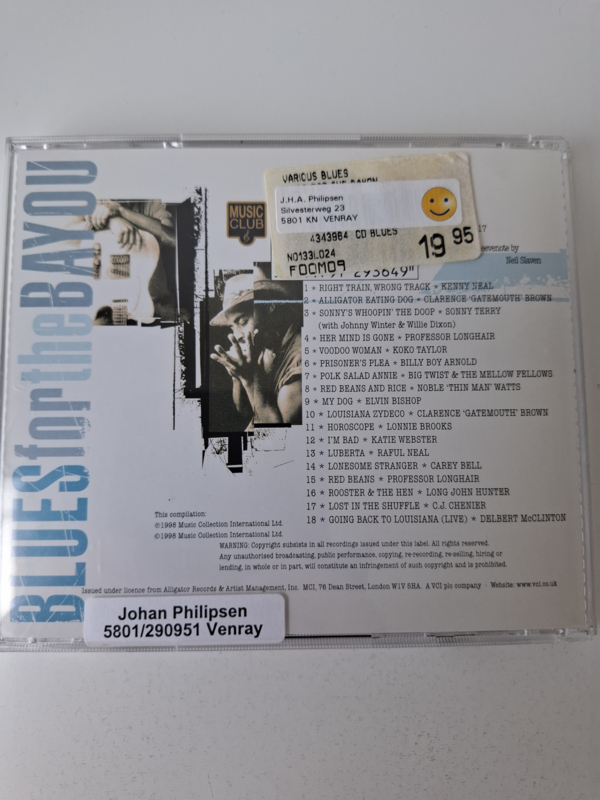 BLUES for the BAYOU
MUSIC
CLUB
VARIOUS BLUES
J.H.A. Philipsen
Silvesterweg 23
5801 KN VENRAY
4343984 CD BLUES
19 95
NO133L024
FOOM09
17
Neil Slaven
1 ★ RIGHT TRAIN, WRONG TRACK ★ KENNY NEAL
2 ★ ALLIGATOR EATING DOG ★ CLARENCE 'GATEMOUTH' BROWN
3 ★ SONNY'S WHOOPIN' THE DOOP ★ SONNY TERRY
(with Johnny Winter & Willie Dixon)
4 ★ HER MIND IS GONE ★ PROFESSOR LONGHAIR
5 ★ VOODOO WOMAN ★ KOKO TAYLOR
6 ★ PRISONER'S PLEA ★ BILLY BOY ARNOLD
7 ★ POLK SALAD ANNIE ★ BIG TWIST & THE MELLOW FELLOWS
8 ★ RED BEANS AND RICE ★ NOBLE 'THIN MAN' WATTS
9 ★ MY DOG ★ ELVIN BISHOP
10 ★ LOUISIANA ZYDECO ★ CLARENCE 'GATEMOUTH' BROWN
11 ★ HOROSCOPE ★ LONNIE BROOKS
12 ★ I'M BAD ★ KATIE WEBSTER
13 ★ LUBERTA ★ RAFUL NEAL
14 ★ LONESOME STRANGER ★ CAREY BELL
15 ★ RED BEANS ★ PROFESSOR LONGHAIR
16 ★ ROOSTER & THE HEN ★ LONG JOHN HUNTER
17 ★ LOST IN THE SHUFFLE ★ C.J. CHENIER
18 ★ GOING BACK TO LOUISIANA (LIVE) ★ DELBERT McCLINTON
This compilation:
℗1998 Music Collection International Ltd.
©1998 Music Collection International Ltd.
WARNING: Copyright subsists in all recordings issued under this label. All rights reserved.
Any unauthorised broadcasting, public performance, copying, re-recording, re-selling, hiring or
lending, in whole or in part, will constitute an infringement of such copyright and is prohibited.
Issued under licence from Alligator Records & Artist Management, Inc. MCI, 76 Dean Street, London W1V 5HA. A VCI plc company · Website: www.vci.co.uk
Johan Philipsen
5801/290951 Venray